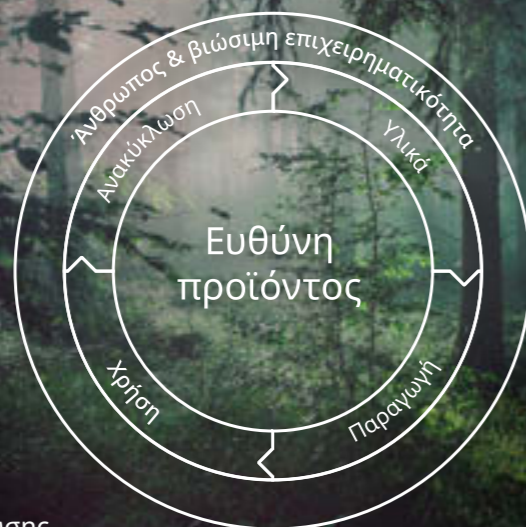 Άνθρωπος & βιώσιμη επιχειρηματικότητα
Ανακύκλωση
Υλικά
Ευθύνη
προϊόντος
Χρήση
Παραγωγή